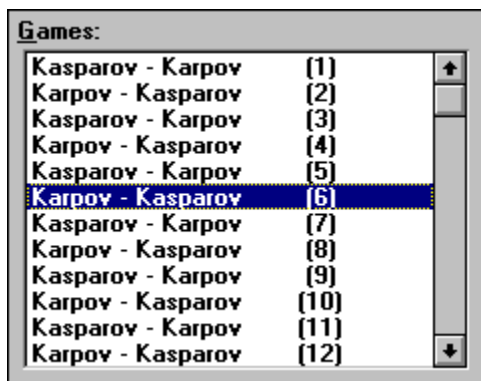 Games:
Kasparov - Karpov (1)
Karpov - Kasparov (2)
Kasparov - Karpov (3)
Karpov - Kasparov (4)
Kasparov - Karpov (5)
Karpov - Kasparov (6)
Kasparov - Karpov (7)
Karpov - Kasparov (8)
Kasparov - Karpov (9)
Karpov - Kasparov (10)
Kasparov - Karpov (11)
Karpov - Kasparov (12)